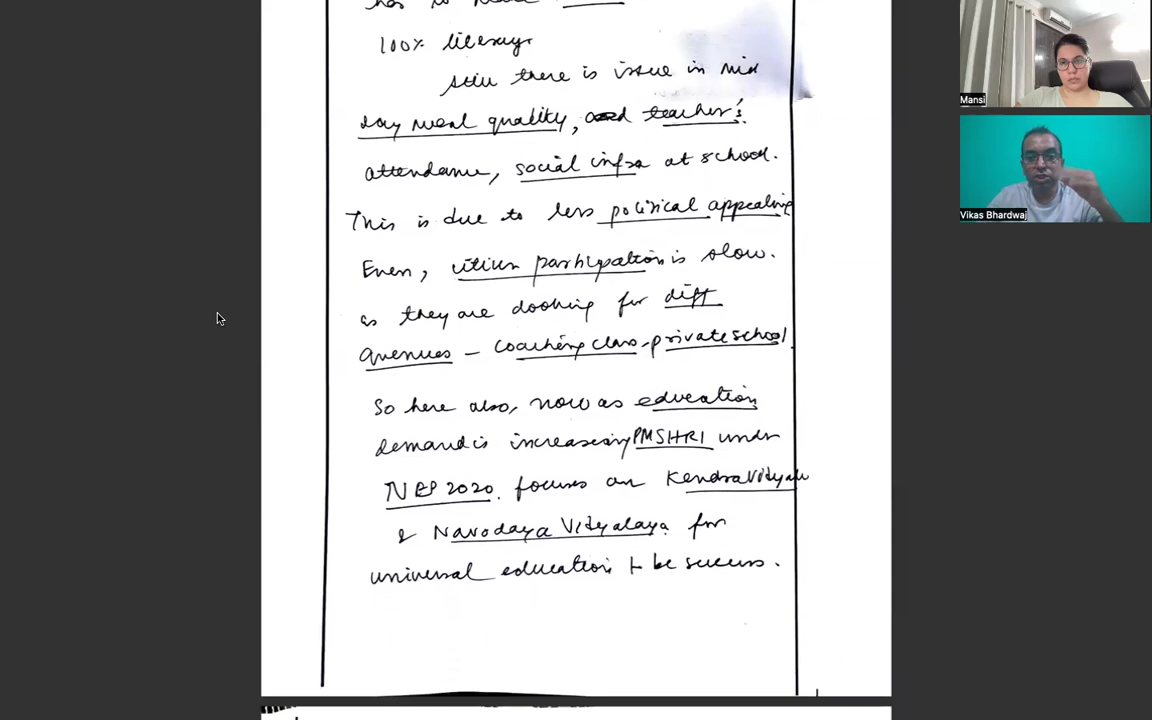 100% literacy
still there is issue in mid
day meal quality, and teacher's
attendance, social infra at school.
This is due to less political appealing
Even, citizen participation is slow.
as they are looking for diff
avenues - coaching class, private school.
So here also, now as education
demand is increasing PMSHRI under
NEP 2020. focuses on Kendra Vidyala
& Navodaya Vidyalaya for
universal education to be success.
Mansi
Vikas Bhardwaj